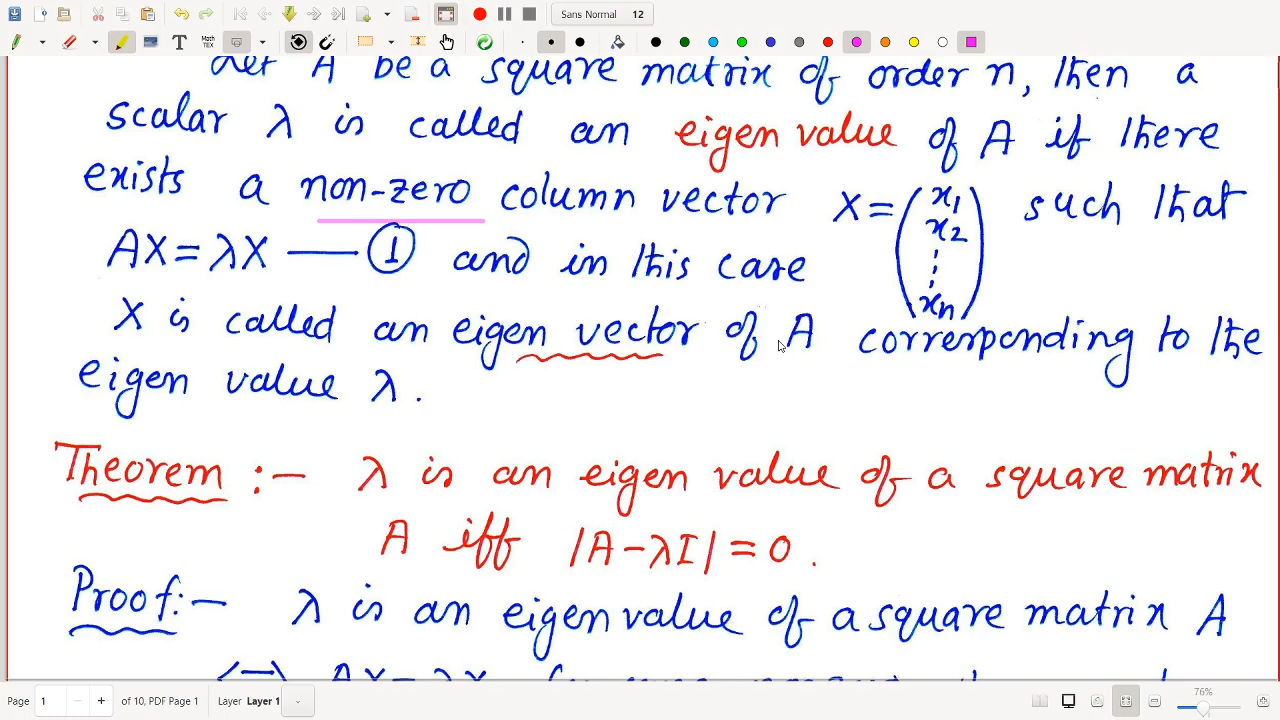 Sans Normal 12
Let A be a square matrix of order n, then a
scalar λ is called an eigen value of A if there
exists a non-zero column vector X = (x1 x2 ⋮ xn) such that
AX = λX —— ① and in this case
X is called an eigen vector of A corresponding to the
eigen value λ.
Theorem :- λ is an eigen value of a square matrix
A iff |A-λI| = 0.
Proof:- λ is an eigen value of a square matrix A
Page 1 of 10, PDF Page 1 Layer Layer 1 76%